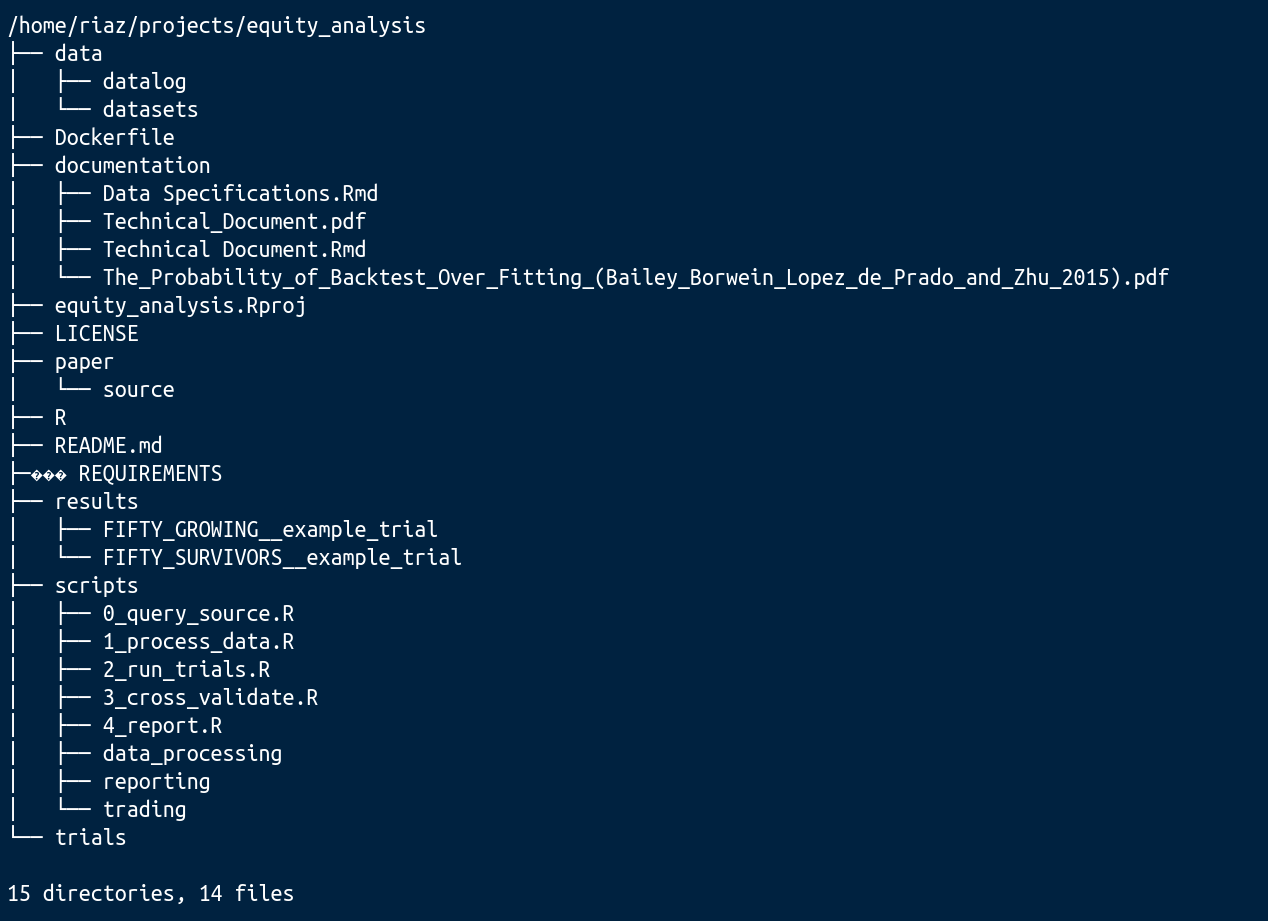 /home/riaz/projects/equity_analysis
├── data
│   ├── datalog
│   └── datasets
├── Dockerfile
├── documentation
│   ├── Data Specifications.Rmd
│   ├── Technical_Document.pdf
│   ├── Technical Document.Rmd
│   └── The_Probability_of_Backtest_Over_Fitting_(Bailey_Borwein_Lopez_de_Prado_and_Zhu_2015).pdf
├── equity_analysis.Rproj
├── LICENSE
├── paper
│   └── source
├── R
├── README.md
├─��� REQUIREMENTS
├── results
│   ├── FIFTY_GROWING__example_trial
│   └── FIFTY_SURVIVORS__example_trial
├── scripts
│   ├── 0_query_source.R
│   ├── 1_process_data.R
│   ├── 2_run_trials.R
│   ├── 3_cross_validate.R
│   ├── 4_report.R
│   ├── data_processing
│   ├── reporting
│   └── trading
└── trials

15 directories, 14 files